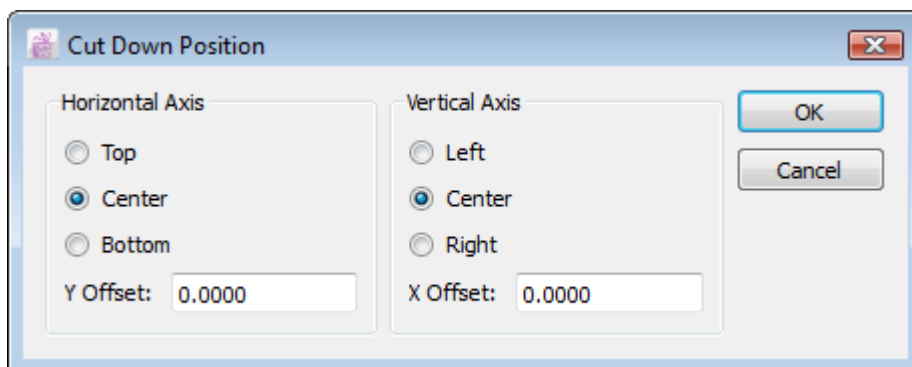 Cut Down Position
Horizontal Axis
Top
Center
Bottom
Y Offset: 0.0000
Vertical Axis
Left
Center
Right
X Offset: 0.0000
OK
Cancel